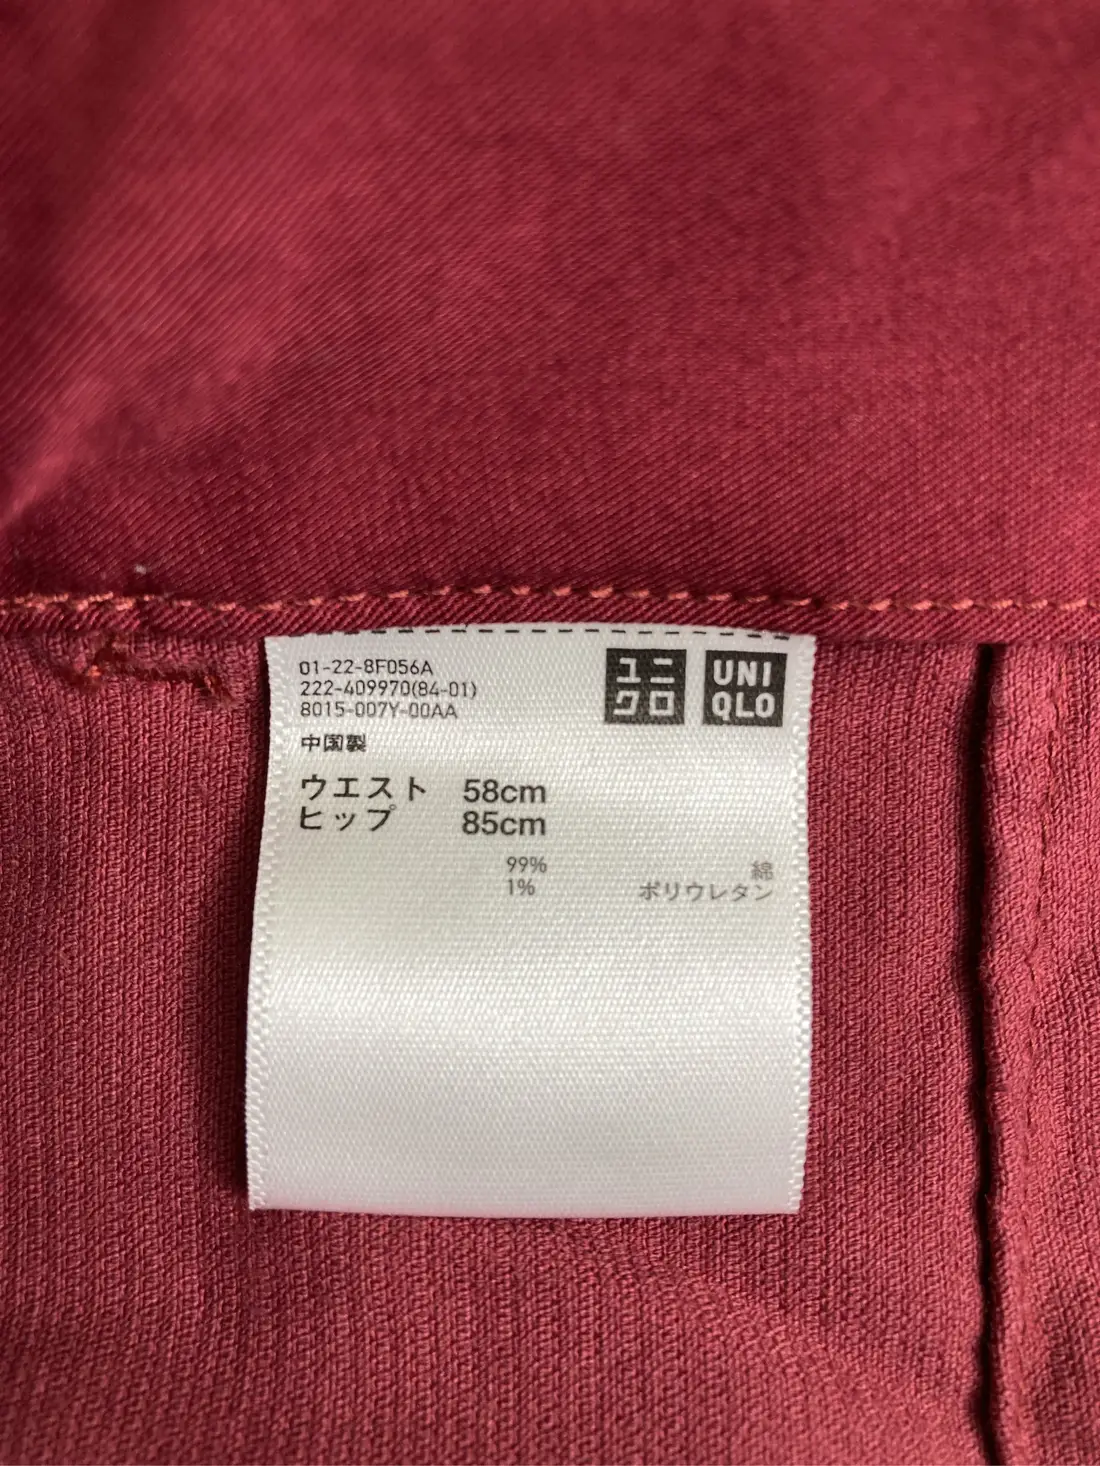 01-22-8F056A
222-409970(84-01)
8015-007Y-00AA
ユニ
クロ
UNI
QLO
中国製
ウエスト 58cm
ヒップ 85cm
99% 綿
1% ポリウレタン